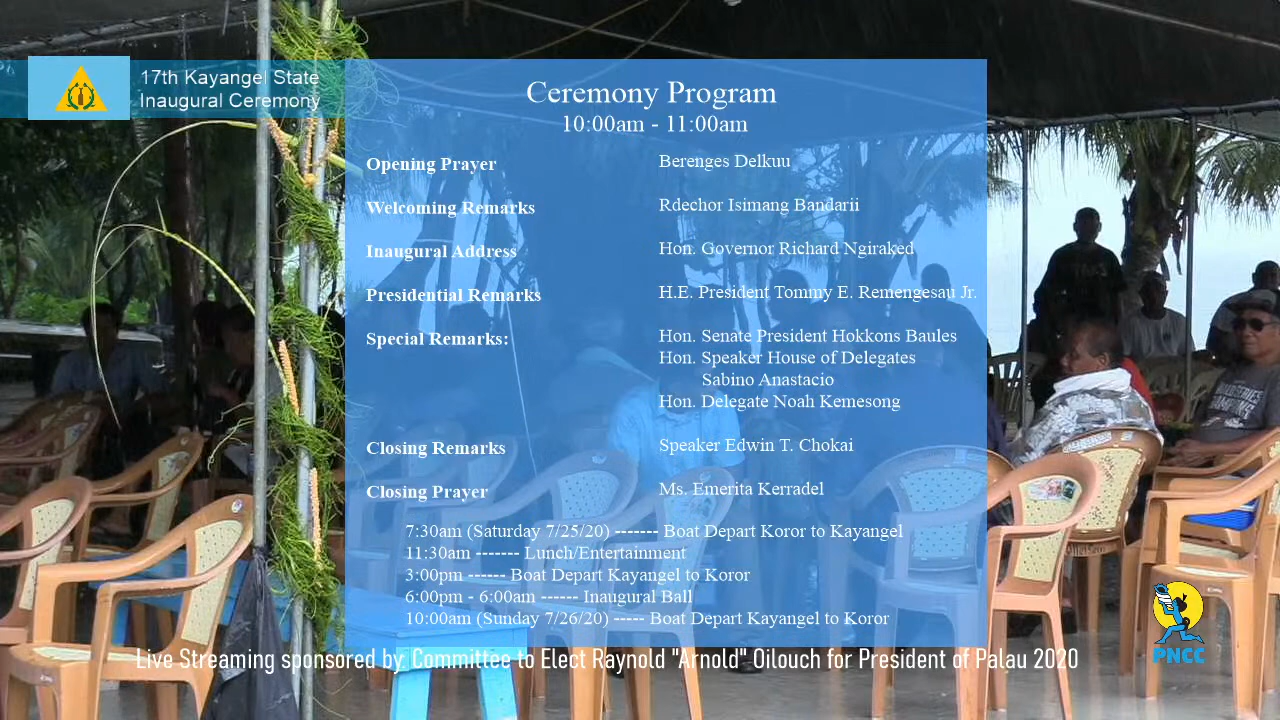 17th Kayangel State
Inaugural Ceremony
Ceremony Program
10:00am - 11:00am
Opening Prayer Berenges Delkuu
Welcoming Remarks Rdechor Isimang Bandarii
Inaugural Address Hon. Governor Richard Ngiraked
Presidential Remarks H.E. President Tommy E. Remengesau Jr.
Special Remarks: Hon. Senate President Hokkons Baules
Hon. Speaker House of Delegates
Sabino Anastacio
Hon. Delegate Noah Kemesong
Closing Remarks Speaker Edwin T. Chokai
Closing Prayer Ms. Emerita Kerradel
7:30am (Saturday 7/25/20) ------- Boat Depart Koror to Kayangel
11:30am ------- Lunch/Entertainment
3:00pm ------ Boat Depart Kayangel to Koror
6:00pm - 6:00am ------ Inaugural Ball
10:00am (Sunday 7/26/20) ----- Boat Depart Kayangel to Koror
Live Streaming sponsored by Committee to Elect Raynold "Arnold" Oilouch for President of Palau 2020
PNCC